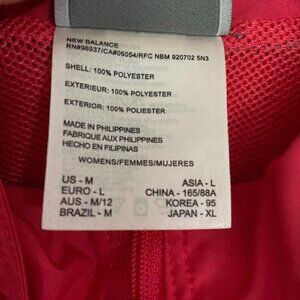 NEW BALANCE
RN#96937/CA#06054/RFC NBM 920702 5N3
SHELL: 100% POLYESTER
EXTERIEUR: 100% POLYESTER
EXTERIOR: 100% POLIESTER
MADE IN PHILIPPINES
FABRIQUE AUX PHILIPPINES
HECHO EN FILIPINAS
WOMENS/FEMMES/MUJERES
US - M
ASIA - L
EURO - L
CHINA - 165/88A
AUS - M/12
KOREA - 95
BRAZIL - M
JAPAN - XL